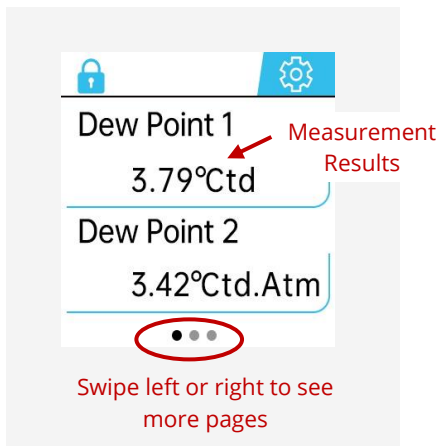 Dew Point 1
Measurement
Results
3.79°Ctd
Dew Point 2
3.42°Ctd.Atm
Swipe left or right to see
more pages